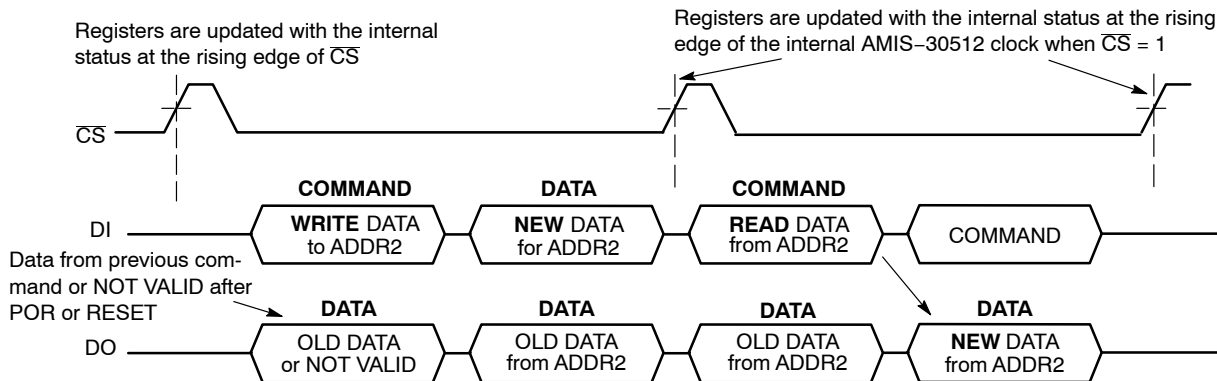 Registers are updated with the internal
status at the rising edge of C̅S̅
Registers are updated with the internal status at the rising
edge of the internal AMIS−30512 clock when C̅S̅ = 1
C̅S̅
COMMAND
DATA
COMMAND
DI
WRITE DATA
to ADDR2
NEW DATA
for ADDR2
READ DATA
from ADDR2
COMMAND
Data from previous com-
mand or NOT VALID after
POR or RESET
DATA
DATA
DATA
DATA
DO
OLD DATA
or NOT VALID
OLD DATA
from ADDR2
OLD DATA
from ADDR2
NEW DATA
from ADDR2